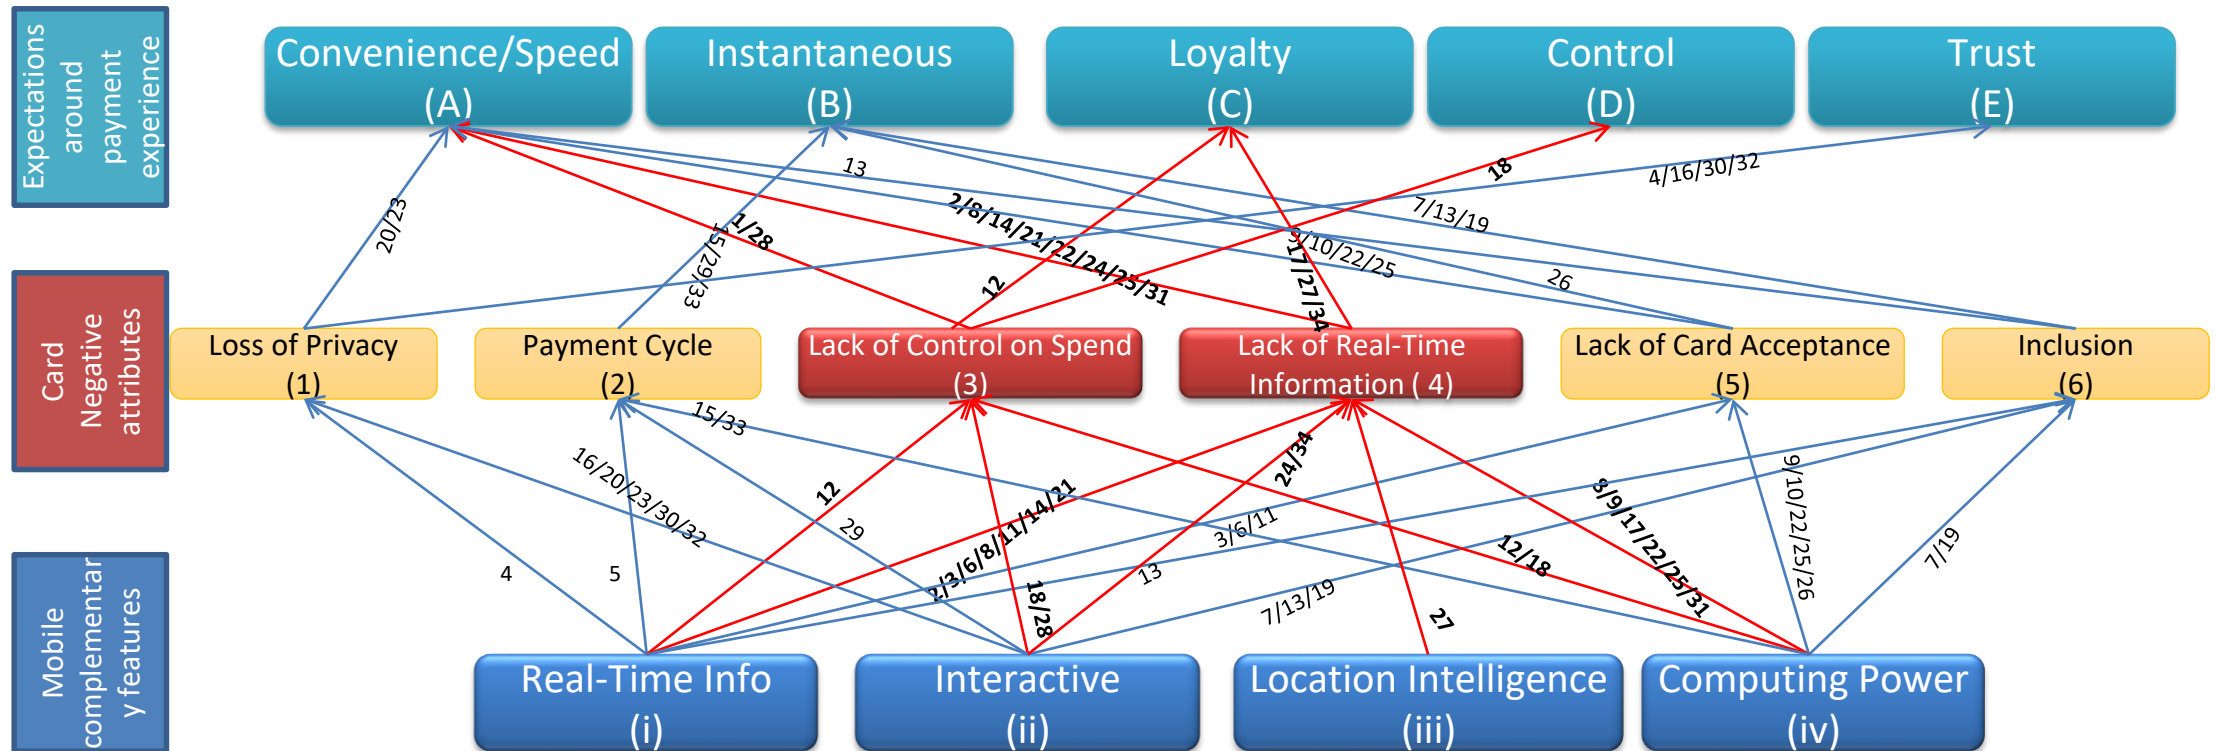 Expectations
around
payment
experience
Convenience/Speed
(A)
Instantaneous
(B)
Loyalty
(C)
Control
(D)
Trust
(E)
20/23
15/29/33
1/28
13
2/8/14/21/22/24/25/31
12
17/27/34
9/10/22/25
18
7/13/19
26
4/16/30/32
Card
Negative
attributes
Loss of Privacy
(1)
Payment Cycle
(2)
Lack of Control on Spend
(3)
Lack of Real-Time
Information ( 4)
Lack of Card Acceptance
(5)
Inclusion
(6)
15/33
16/20/23/30/32
4
5
12
29
2/3/6/8/11/14/21
18/28
24/34
13
3/6/11
7/13/19
27
12/18
8/9/17/22/25/31
9/10/22/25/26
7/19
Mobile
complementar
y features
Real-Time Info
(i)
Interactive
(ii)
Location Intelligence
(iii)
Computing Power
(iv)